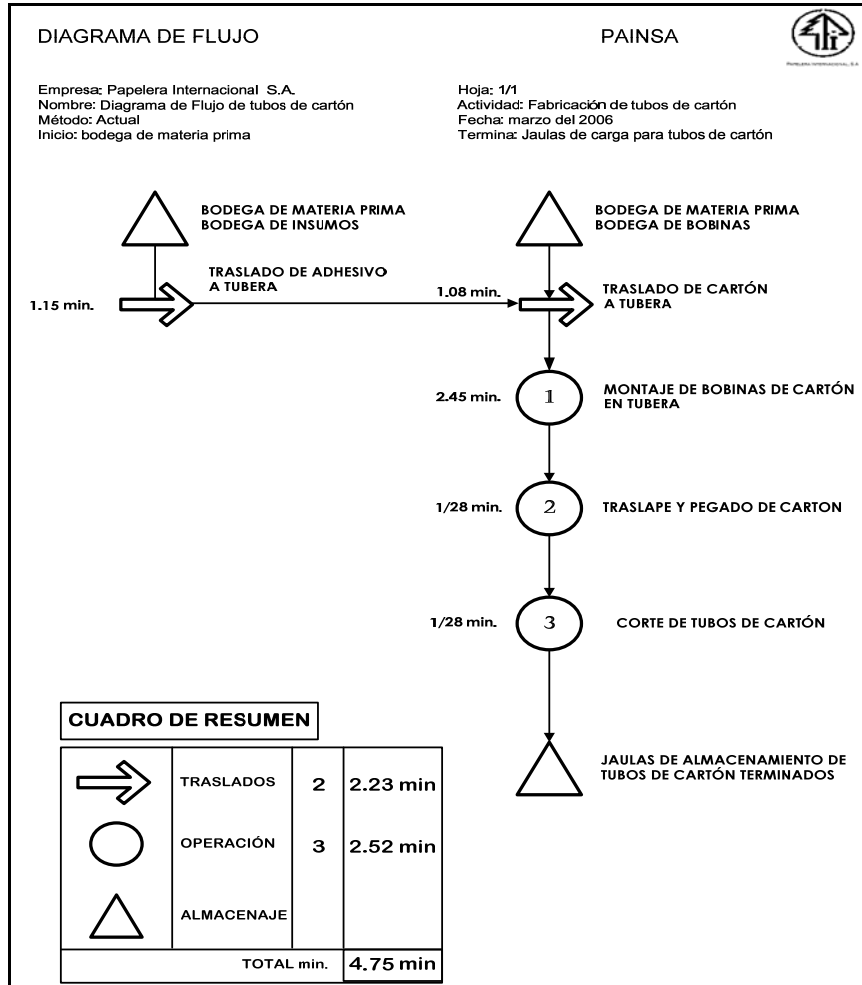 DIAGRAMA DE FLUJO
PAINSA
PAPELERA INTERNACIONAL, S.A
Empresa: Papelera Internacional S.A.
Nombre: Diagrama de Flujo de tubos de cartón
Método: Actual
Inicio: bodega de materia prima
Hoja: 1/1
Actividad: Fabricación de tubos de cartón
Fecha: marzo del 2006
Termina: Jaulas de carga para tubos de cartón
BODEGA DE MATERIA PRIMA
BODEGA DE INSUMOS
BODEGA DE MATERIA PRIMA
BODEGA DE BOBINAS
1.15 min.
TRASLADO DE ADHESIVO
A TUBERA
1.08 min.
TRASLADO DE CARTÓN
A TUBERA
2.45 min.
1
MONTAJE DE BOBINAS DE CARTÓN
EN TUBERA
1/28 min.
2
TRASLAPE Y PEGADO DE CARTON
1/28 min.
3
CORTE DE TUBOS DE CARTÓN
JAULAS DE ALMACENAMIENTO DE
TUBOS DE CARTÓN TERMINADOS
CUADRO DE RESUMEN
TRASLADOS 2 2.23 min
OPERACIÓN 3 2.52 min
ALMACENAJE
TOTAL min. 4.75 min